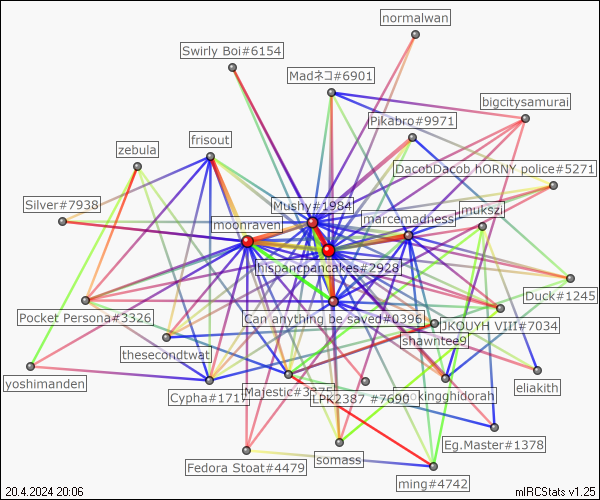 normalwan
Swirly Boi#6154
Madネコ#6901
bigcitysamurai
Pikabro#9971
frisout
zebula
DacobDacob hORNY police#5271
Silver#7938
Mushy#1984
mukszi
marcemadness
moonraven
hispancpancakes#2928
Duck#1245
Pocket Persona#3326
Can anything be saved#0396
JKOUYH VIII#7034
shawntee9
thesecondtwat
yoshimanden
eliakith
Cypha#1717
LPK2387 #7690
Eg.Master#1378
somass
Fedora Stoat#4479
ming#4742
20.4.2024 20:06
mIRCStats v1.25